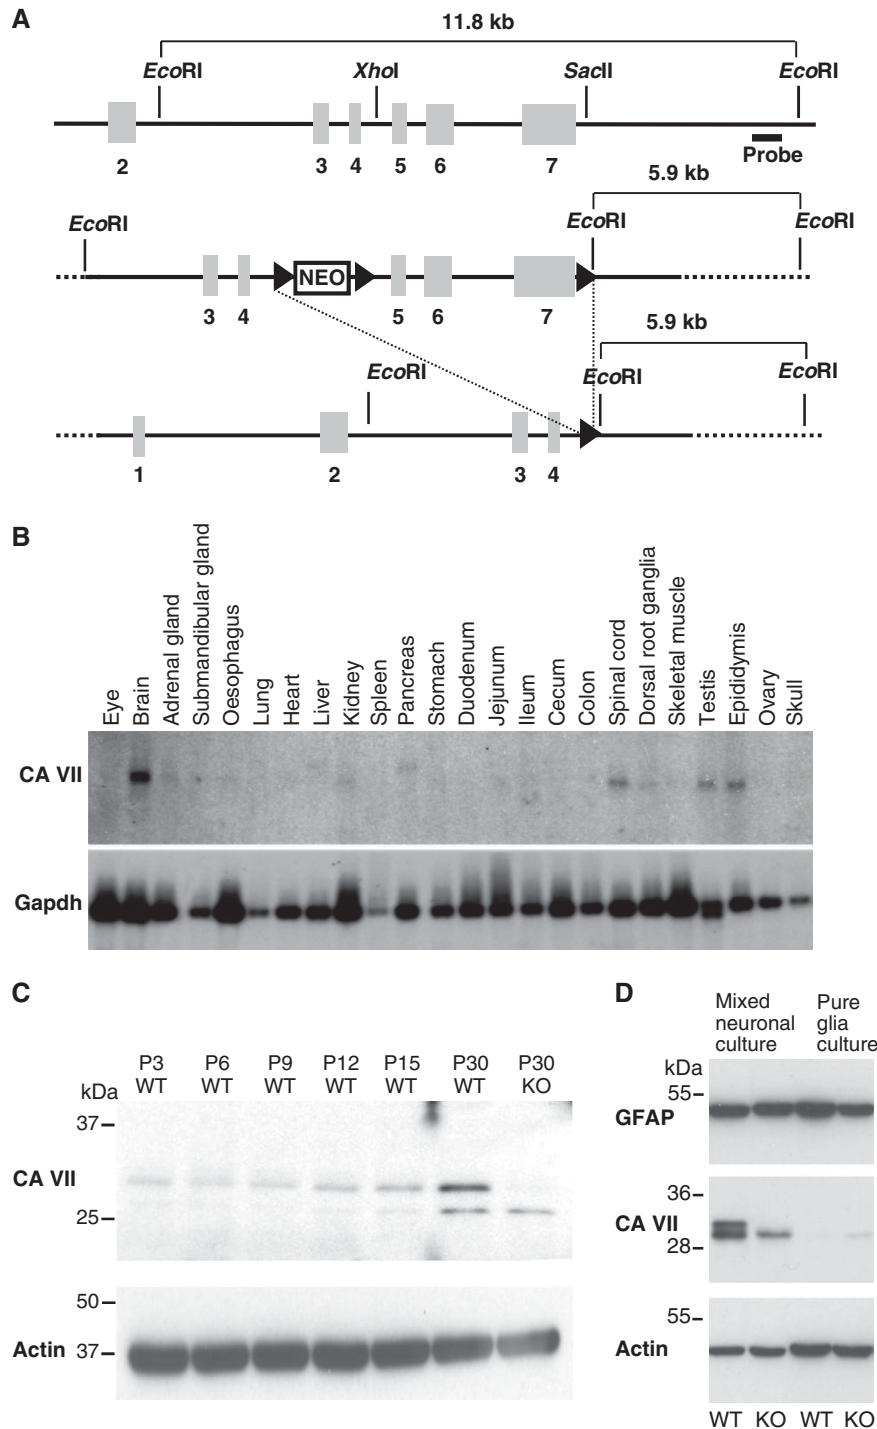 A
11.8 kb
EcoRI XhoI SacII EcoRI
2 3 4 5 6 7 Probe
5.9 kb
EcoRI EcoRI EcoRI
NEO
3 4 5 6 7
5.9 kb
EcoRI EcoRI EcoRI
1 2 3 4
B
Eye
Brain
Adrenal gland
Submandibular gland
Oesophagus
Lung
Heart
Liver
Kidney
Spleen
Pancreas
Stomach
Duodenum
Jejunum
Ileum
Cecum
Colon
Spinal cord
Dorsal root ganglia
Skeletal muscle
Testis
Epididymis
Ovary
Skull
CA VII
Gapdh
C
P3 P6 P9 P12 P15 P30 P30
WT WT WT WT WT WT KO
kDa
37
CA VII
25
50
Actin 37
D
Mixed neuronal culture
Pure glia culture
kDa
55
GFAP
36
CA VII
28
55
Actin
WT KO WT KO